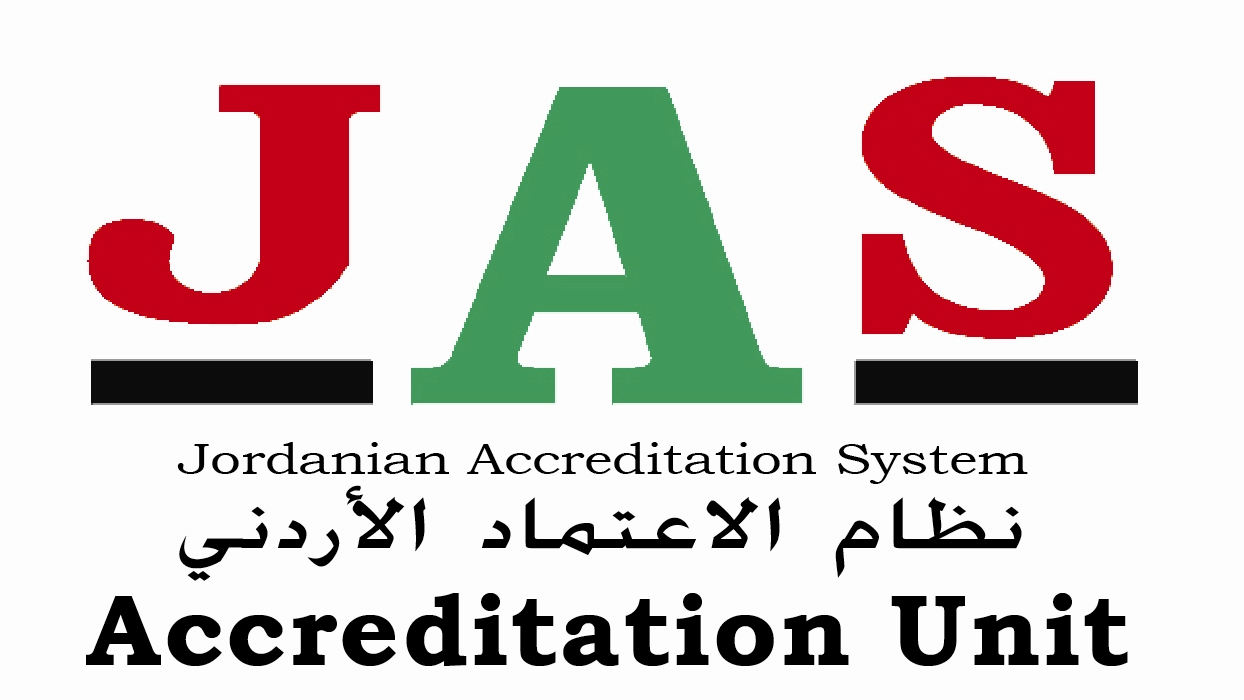 JAS
Jordanian Accreditation System
نظام الاعتماد الأردني
Accreditation Unit